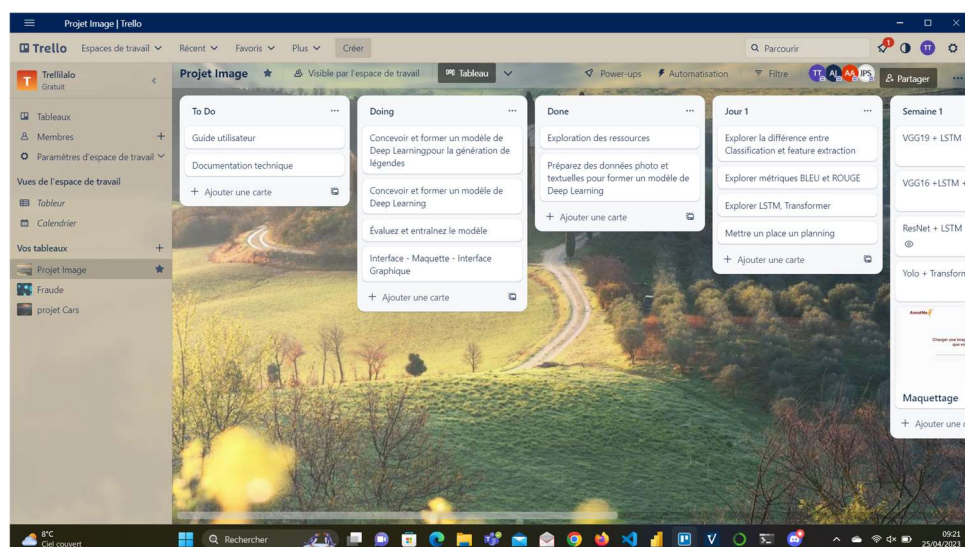 Projet Image | Trello
Trello Espaces de travail Récent Favoris Plus Créer Parcourir TT
T Trellilalo
Gratuit
Tableaux
Membres
Paramètres d'espace de travail
Vues de l'espace de travail
Tableur
Calendrier
Vos tableaux
Projet Image
Fraude
projet Cars
Projet Image Visible par l'espace de travail Tableau Power-ups Automatisation Filtre TT AL AA IPS Partager
To Do
Guide utilisateur
Documentation technique
+ Ajouter une carte
Doing
Concevoir et former un modèle de
Deep Learningpour la génération de
légendes
Concevoir et former un modèle de
Deep Learning
Évaluez et entraînez le modèle
Interface - Maquette - Interface
Graphique
+ Ajouter une carte
Done
Exploration des ressources
Préparez des données photo et
textuelles pour former un modèle de
Deep Learning
+ Ajouter une carte
Jour 1
Explorer la différence entre
Classification et feature extraction
Explorer métriques BLEU et ROUGE
Explorer LSTM, Transformer
Mettre un place un planning
+ Ajouter une carte
Semaine 1
VGG19 + LSTM
VGG16 +LSTM +
ResNet + LSTM
Yolo + Transform
Maquettage
+ Ajouter une
8°C
Ciel couvert
Rechercher
09:21
25/04/2023